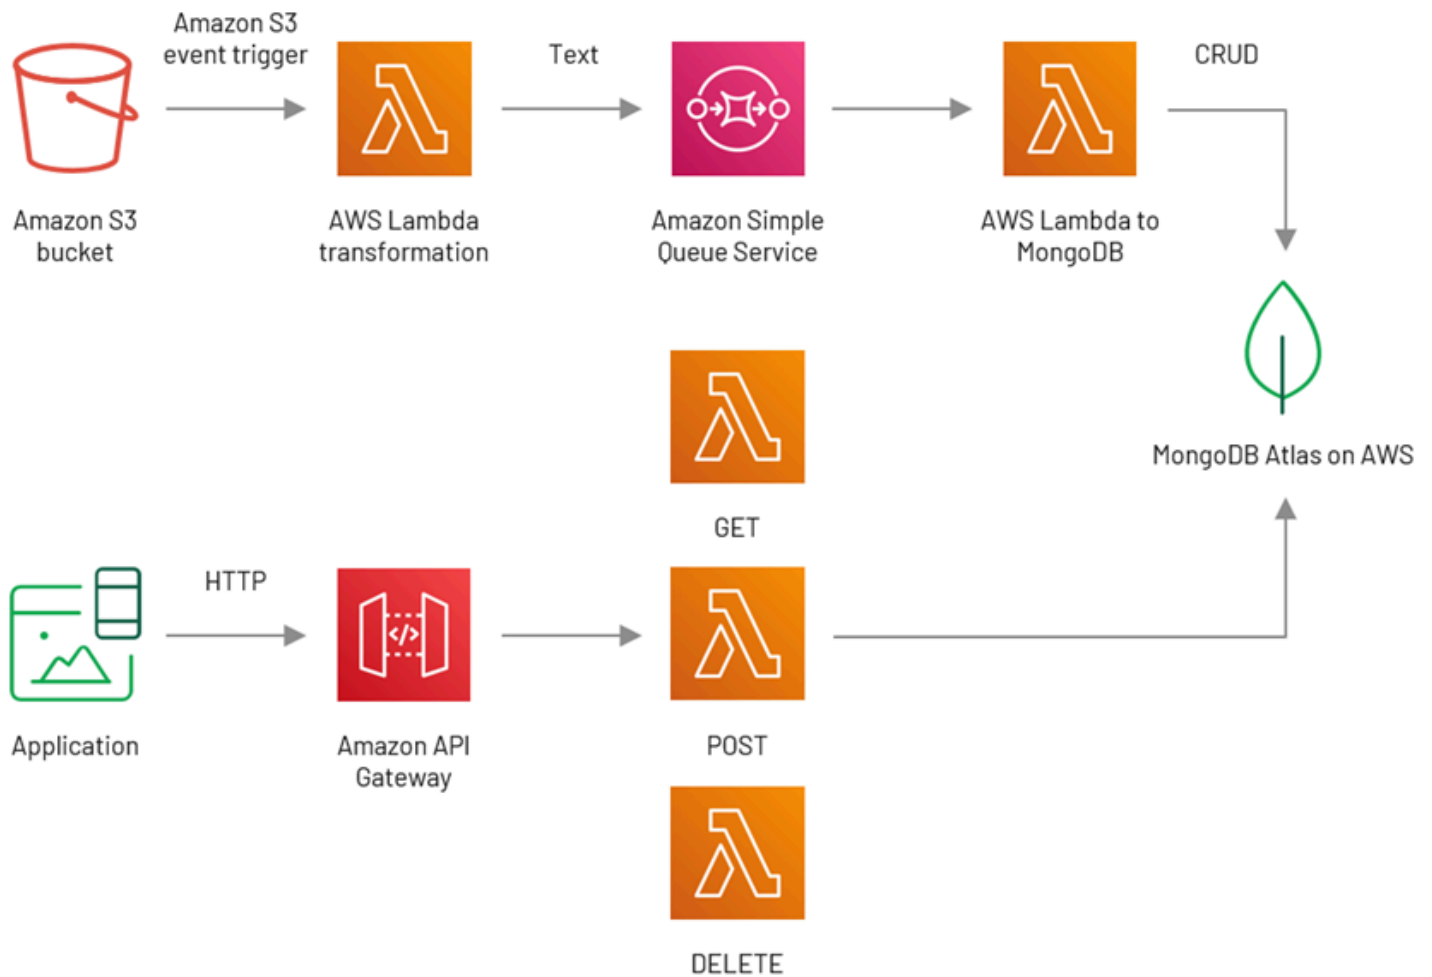 Amazon S3
event trigger
Text
CRUD
Amazon S3
bucket
AWS Lambda
transformation
Amazon Simple
Queue Service
AWS Lambda to
MongoDB
MongoDB Atlas on AWS
GET
HTTP
</>
Application
Amazon API
Gateway
POST
DELETE